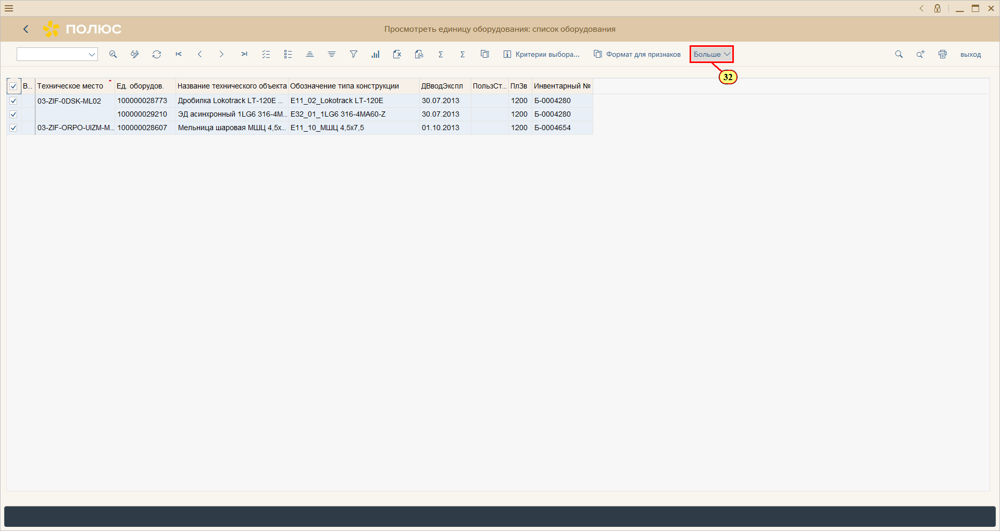 ПОЛЮС
Просмотреть единицу оборудования: список оборудования
Критерии выбора... Формат для признаков Больше выход
32
В... Техническое место Ед. оборудов. Название технического объекта Обозначение типа конструкции ДВводЭкспл ПользСт... ПлЗв Инвентарный №
03-ZIF-0DSK-ML02 100000028773 Дробилка Lokotrack LT-120E ... E11_02_Lokotrack LT-120E 30.07.2013 1200 Б-0004280
100000029210 ЭД асинхронный 1LG6 316-4M... E32_01_1LG6 316-4MA60-Z 30.07.2013 1200 Б-0004280
03-ZIF-ORPO-UIZM-M... 100000028607 Мельница шаровая МШЦ 4,5x... E11_10_МШЦ 4,5x7,5 01.10.2013 1200 Б-0004654